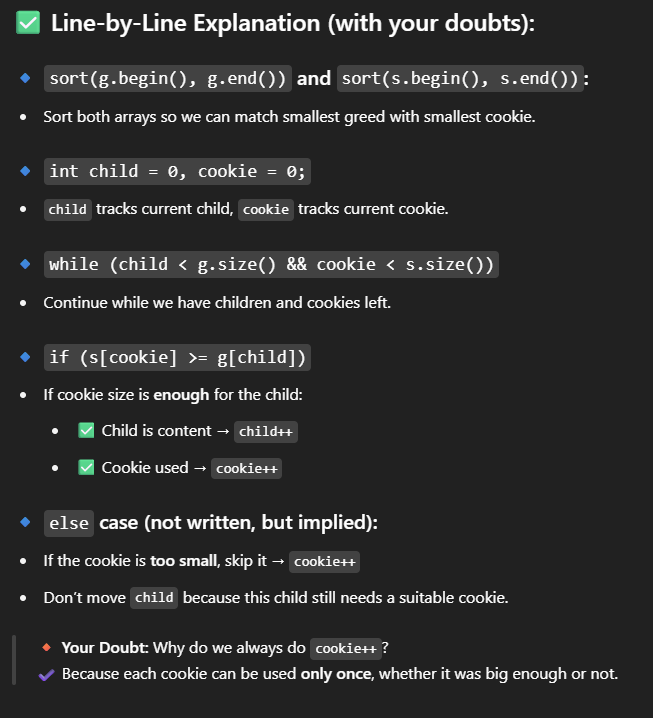 ✅ Line-by-Line Explanation (with your doubts):
🔹 sort(g.begin(), g.end()) and sort(s.begin(), s.end()):
• Sort both arrays so we can match smallest greed with smallest cookie.
🔹 int child = 0, cookie = 0;
• child tracks current child, cookie tracks current cookie.
🔹 while (child < g.size() && cookie < s.size())
• Continue while we have children and cookies left.
🔹 if (s[cookie] >= g[child])
• If cookie size is enough for the child:
• ✅ Child is content → child++
• ✅ Cookie used → cookie++
🔹 else case (not written, but implied):
• If the cookie is too small, skip it → cookie++
• Don't move child because this child still needs a suitable cookie.
🔸 Your Doubt: Why do we always do cookie++?
✔ Because each cookie can be used only once, whether it was big enough or not.